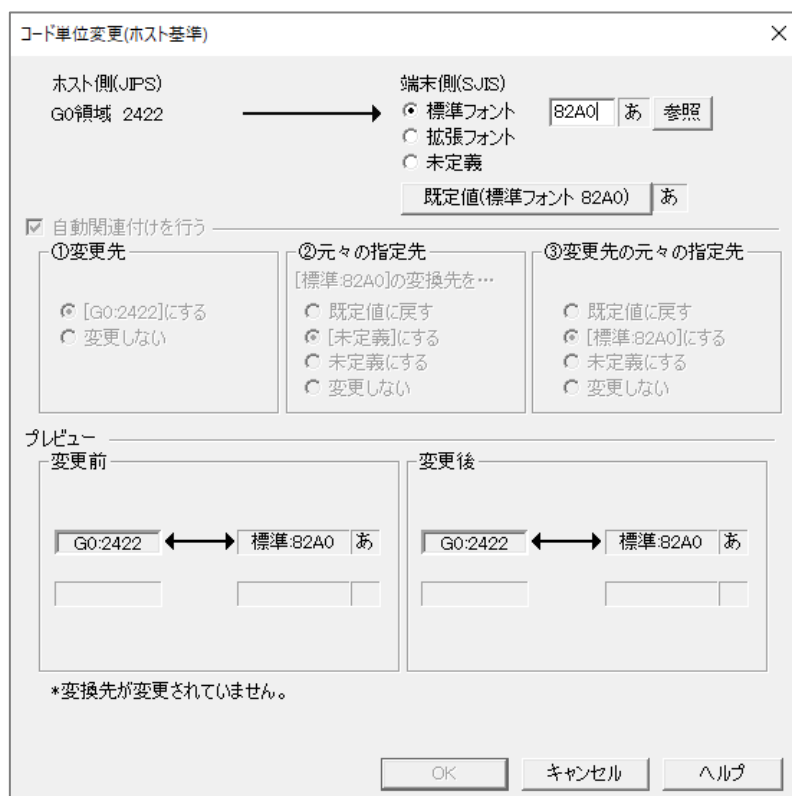 コード単位変更(ホスト基準)
ホスト側(JIPS)
G0領域 2422
端末側(SJIS)
標準フォント 82A0 あ 参照
拡張フォント
未定義
既定値(標準フォント 82A0) あ
自動関連付けを行う
①変更先
[G0:2422]にする
変更しない
②元々の指定先
[標準:82A0]の変換先を…
既定値に戻す
[未定義]にする
未定義にする
変更しない
③変更先の元々の指定先
既定値に戻す
[標準:82A0]にする
未定義にする
変更しない
プレビュー
変更前
G0:2422 標準:82A0 あ
変更後
G0:2422 標準:82A0 あ
*変換先が変更されていません。
OK キャンセル ヘルプ